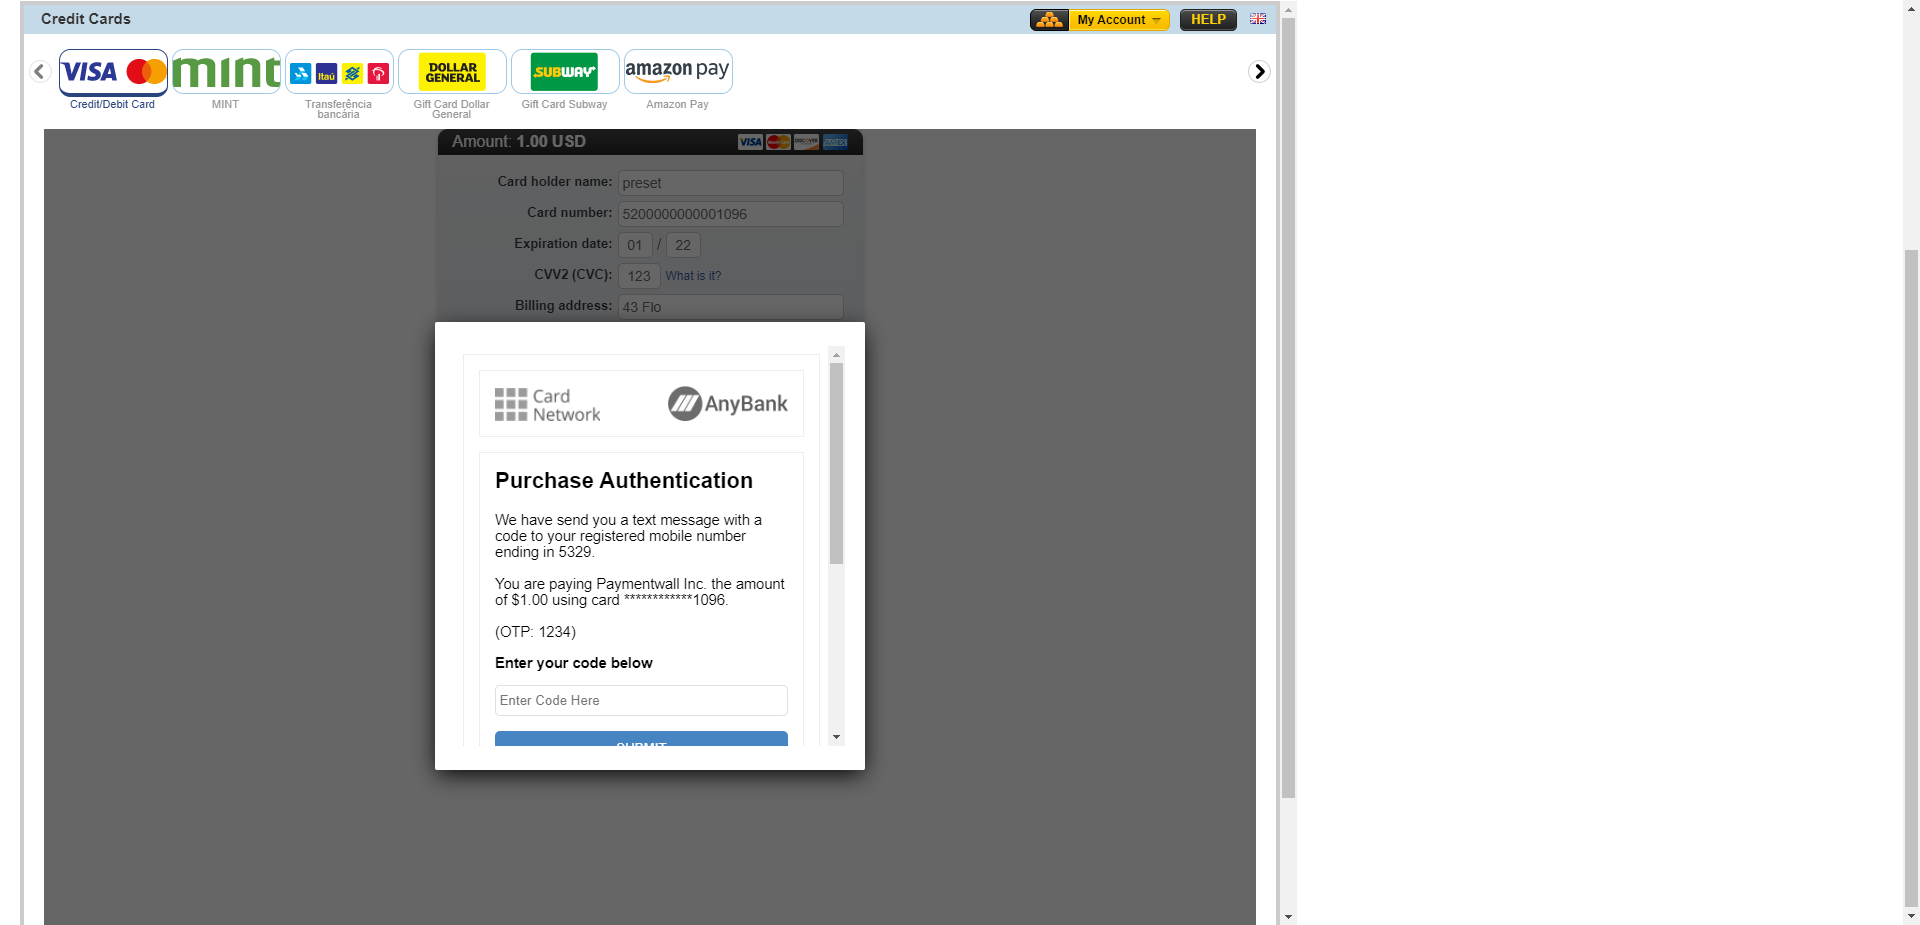 Credit Cards
My Account
HELP
VISA
mint
Itaú
DOLLAR
GENERAL
SUBWAY
amazon pay
Credit/Debit Card
MINT
Transferência
bancária
Gift Card Dollar
General
Gift Card Subway
Amazon Pay
Amount: 1.00 USD
VISA
DISCOVER
AMEX
Card holder name: preset
Card number: 5200000000001096
Expiration date: 01 / 22
CVV2 (CVC): 123 What is it?
Billing address: 43 Flo
Card
Network
AnyBank
Purchase Authentication
We have send you a text message with a
code to your registered mobile number
ending in 5329.
You are paying Paymentwall Inc. the amount
of $1.00 using card ************1096.
(OTP: 1234)
Enter your code below
Enter Code Here
SUBMIT